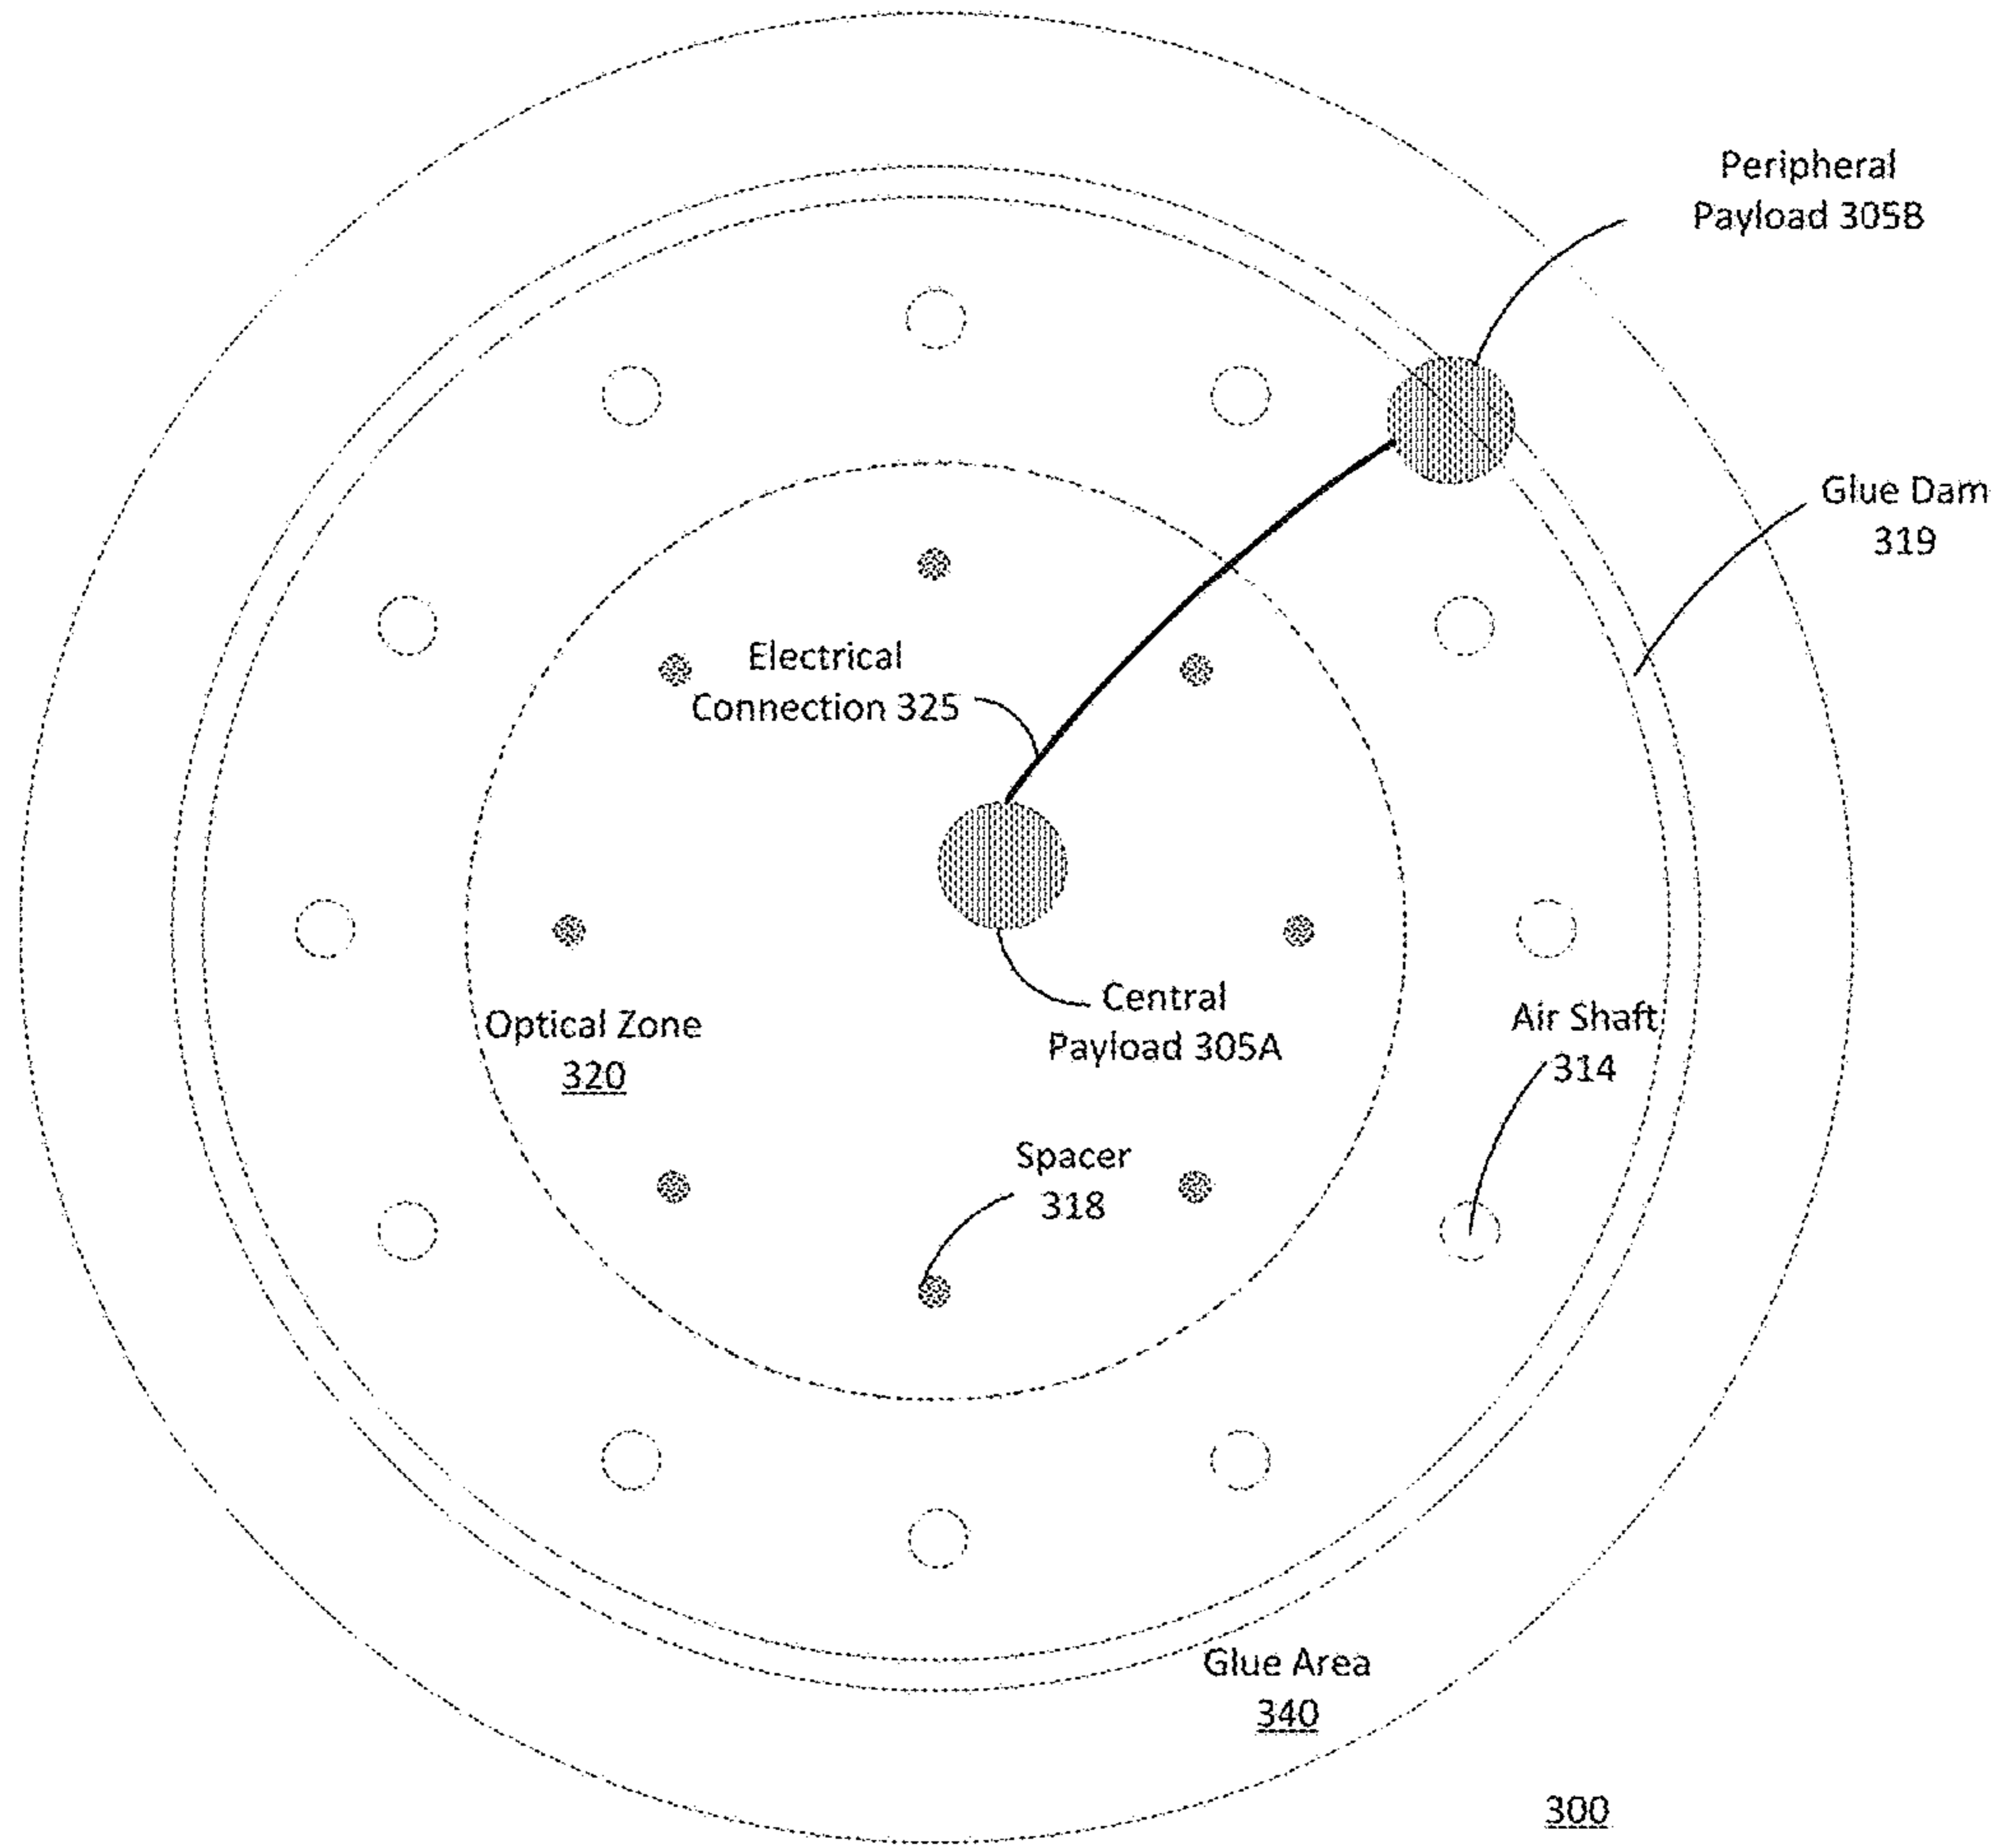 Peripheral
Payload 305B
Glue Dam
319
Electrical
Connection 325
Central
Payload 305A
Optical Zone
320
Air Shaft
314
Spacer
318
Glue Area
340
300